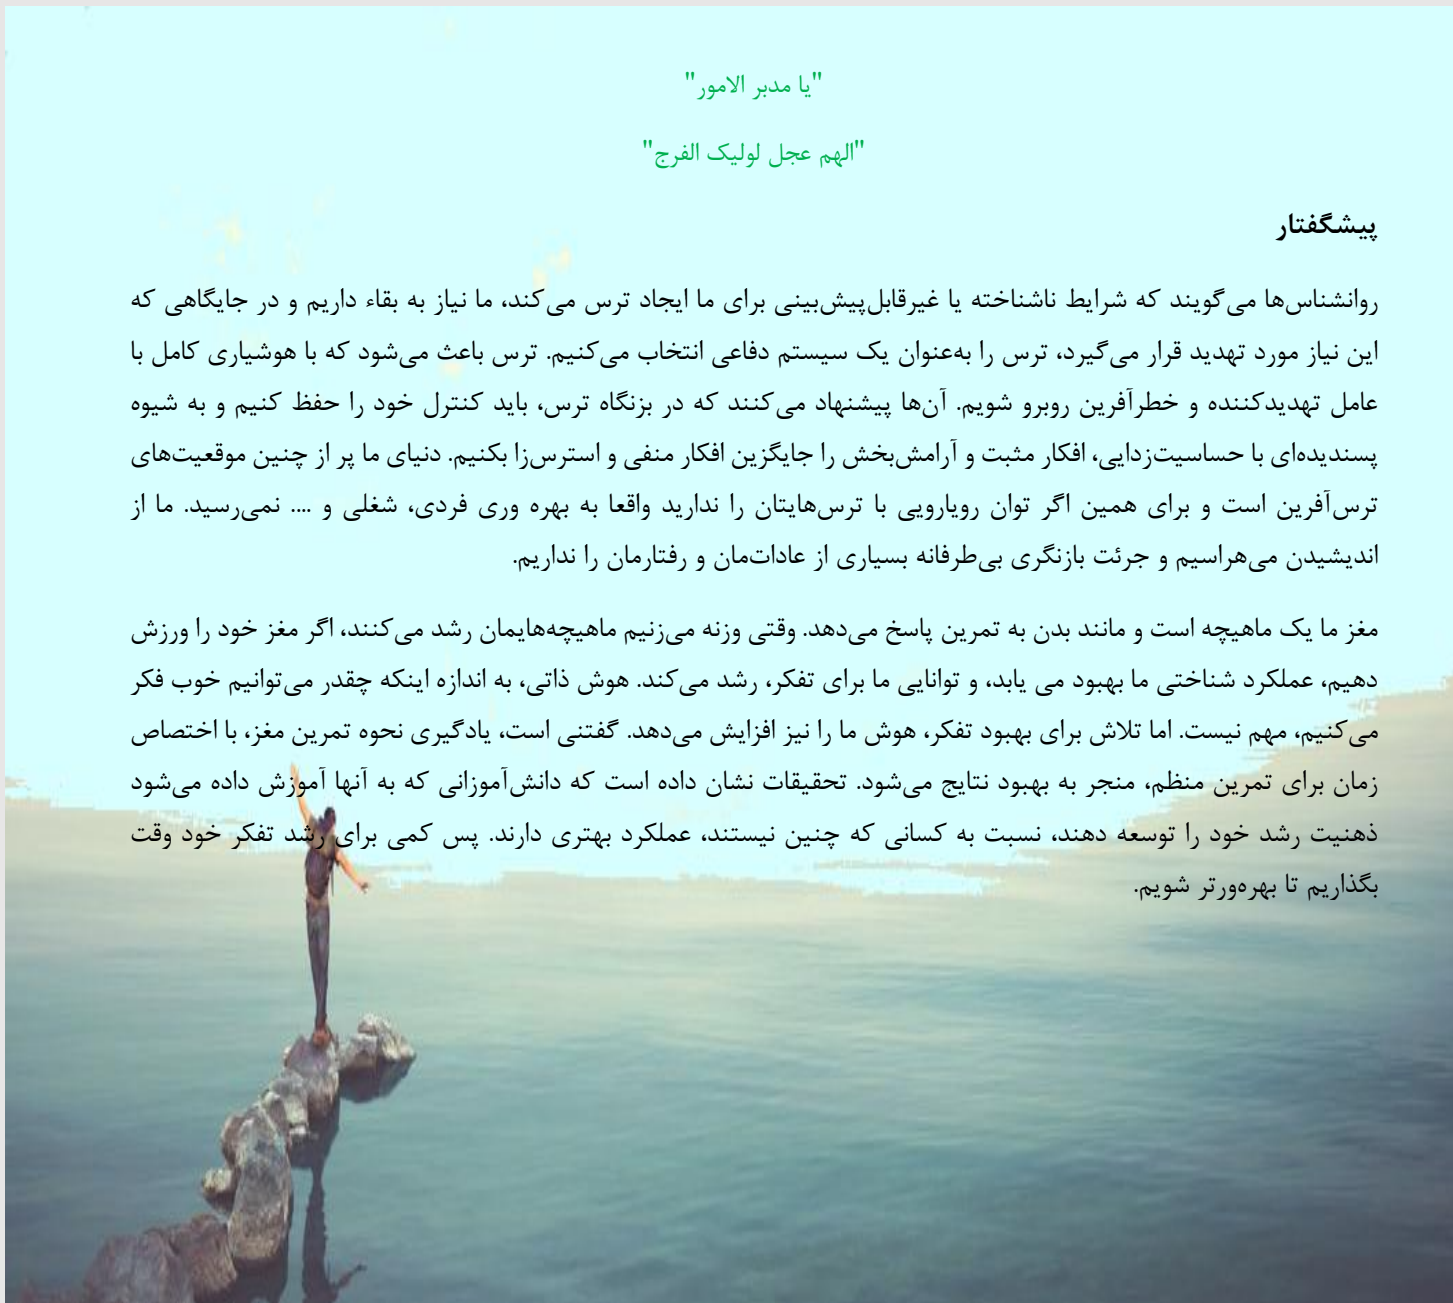 "یا مدبر الامور"
"الهم عجل لولیک الفرج"
پیشگفتار
روانشناس‌ها می‌گویند که شرایط ناشناخته یا غیرقابل‌پیش‌بینی برای ما ایجاد ترس می‌کند، ما نیاز به بقاء داریم و در جایگاهی که
این نیاز مورد تهدید قرار می‌گیرد، ترس را به‌عنوان یک سیستم دفاعی انتخاب می‌کنیم. ترس باعث می‌شود که با هوشیاری کامل با
عامل تهدیدکننده و خطرآفرین روبرو شویم. آن‌ها پیشنهاد می‌کنند که در بزنگاه ترس، باید کنترل خود را حفظ کنیم و به شیوه
پسندیده‌ای با حساسیت‌زدایی، افکار مثبت و آرامش‌بخش را جایگزین افکار منفی و استرس‌زا بکنیم. دنیای ما پر از چنین موقعیت‌های
ترس‌آفرین است و برای همین اگر توان رویارویی با ترس‌هایتان را ندارید واقعا به بهره وری فردی، شغلی و .... نمی‌رسید. ما از
اندیشیدن می‌هراسیم و جرئت بازنگری بی‌طرفانه بسیاری از عادات‌مان و رفتارمان را نداریم.
مغز ما یک ماهیچه است و مانند بدن به تمرین پاسخ می‌دهد. وقتی وزنه می‌زنیم ماهیچه‌هایمان رشد می‌کنند، اگر مغز خود را ورزش
دهیم، عملکرد شناختی ما بهبود می یابد، و توانایی ما برای تفکر، رشد می‌کند. هوش ذاتی، به اندازه اینکه چقدر می‌توانیم خوب فکر
می‌کنیم، مهم نیست. اما تلاش برای بهبود تفکر، هوش ما را نیز افزایش می‌دهد. گفتنی است، یادگیری نحوه تمرین مغز، با اختصاص
زمان برای تمرین منظم، منجر به بهبود نتایج می‌شود. تحقیقات نشان داده است که دانش‌آموزانی که به آنها آموزش داده می‌شود
ذهنیت رشد خود را توسعه دهند، نسبت به کسانی که چنین نیستند، عملکرد بهتری دارند. پس کمی برای رشد تفکر خود وقت
بگذاریم تا بهره‌ورتر شویم.